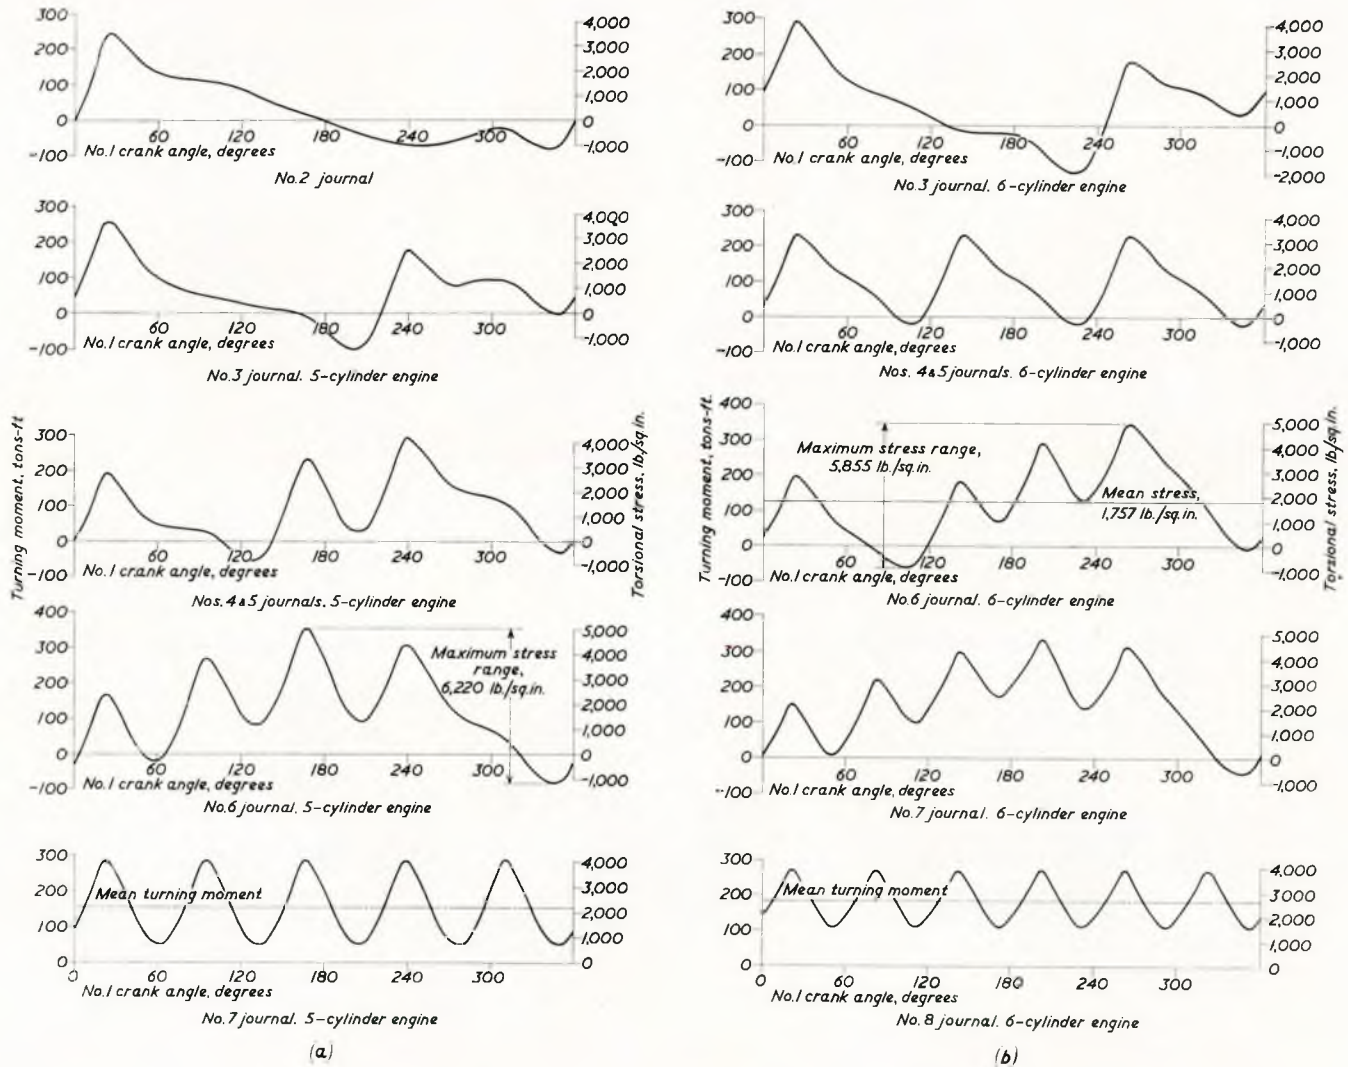 300
200
100
0
-100
60 120 180 240 300
4,000
3,000
2,000
1,000
0
-1,000
No.1 crank angle, degrees
No.2 journal
300
200
100
0
-100
60 120 180 240 300
4,000
3,000
2,000
1,000
0
-1,000
No.1 crank angle, degrees
No.3 journal. 5-cylinder engine
Turning moment, tons-ft
300
200
100
0
-100
60 120 180 240 300
4,000
3,000
2,000
1,000
0
-1,000
Torsional stress, lb/sq.in.
No.1 crank angle, degrees
Nos. 4&5 journals. 5-cylinder engine
400
300
200
100
0
-100
60 120 180 240 300
5,000
4,000
3,000
2,000
1,000
0
-1,000
Maximum stress
range,
6,220 lb./sq.in.
No.1 crank angle, degrees
No.6 journal. 5-cylinder engine
300
200
100
0
0 60 120 180 240 300
4,000
3,000
2,000
1,000
0
Mean turning moment
No.1 crank angle, degrees
No.7 journal. 5-cylinder engine
(a)
300
200
100
0
-100
60 120 180 240 300
4,000
3,000
2,000
1,000
0
-1,000
-2,000
No.1 crank angle, degrees
No.3 journal. 6-cylinder engine
300
200
100
0
-100
60 120 180 240 300
4,000
3,000
2,000
1,000
0
-1,000
No.1 crank angle, degrees
Nos. 4&5 journals. 6-cylinder engine
Turning moment, tons-ft.
400
300
200
100
0
-100
60 120 180 240 300
5,000
4,000
3,000
2,000
1,000
0
-1,000
Torsional stress, lb/sq.in.
Maximum stress range,
5,855 lb./sq.in.
Mean stress,
1,757 lb./sq.in.
No.1 crank angle, degrees
No.6 journal. 6-cylinder engine
400
300
200
100
0
-100
60 120 180 240 300
5,000
4,000
3,000
2,000
1,000
0
-1,000
No.1 crank angle, degrees
No.7 journal. 6-cylinder engine
300
200
100
0
0 60 120 180 240 300
4,000
3,000
2,000
1,000
0
Mean turning moment
No.1 crank angle, degrees
No.8 journal. 6-cylinder engine
(b)